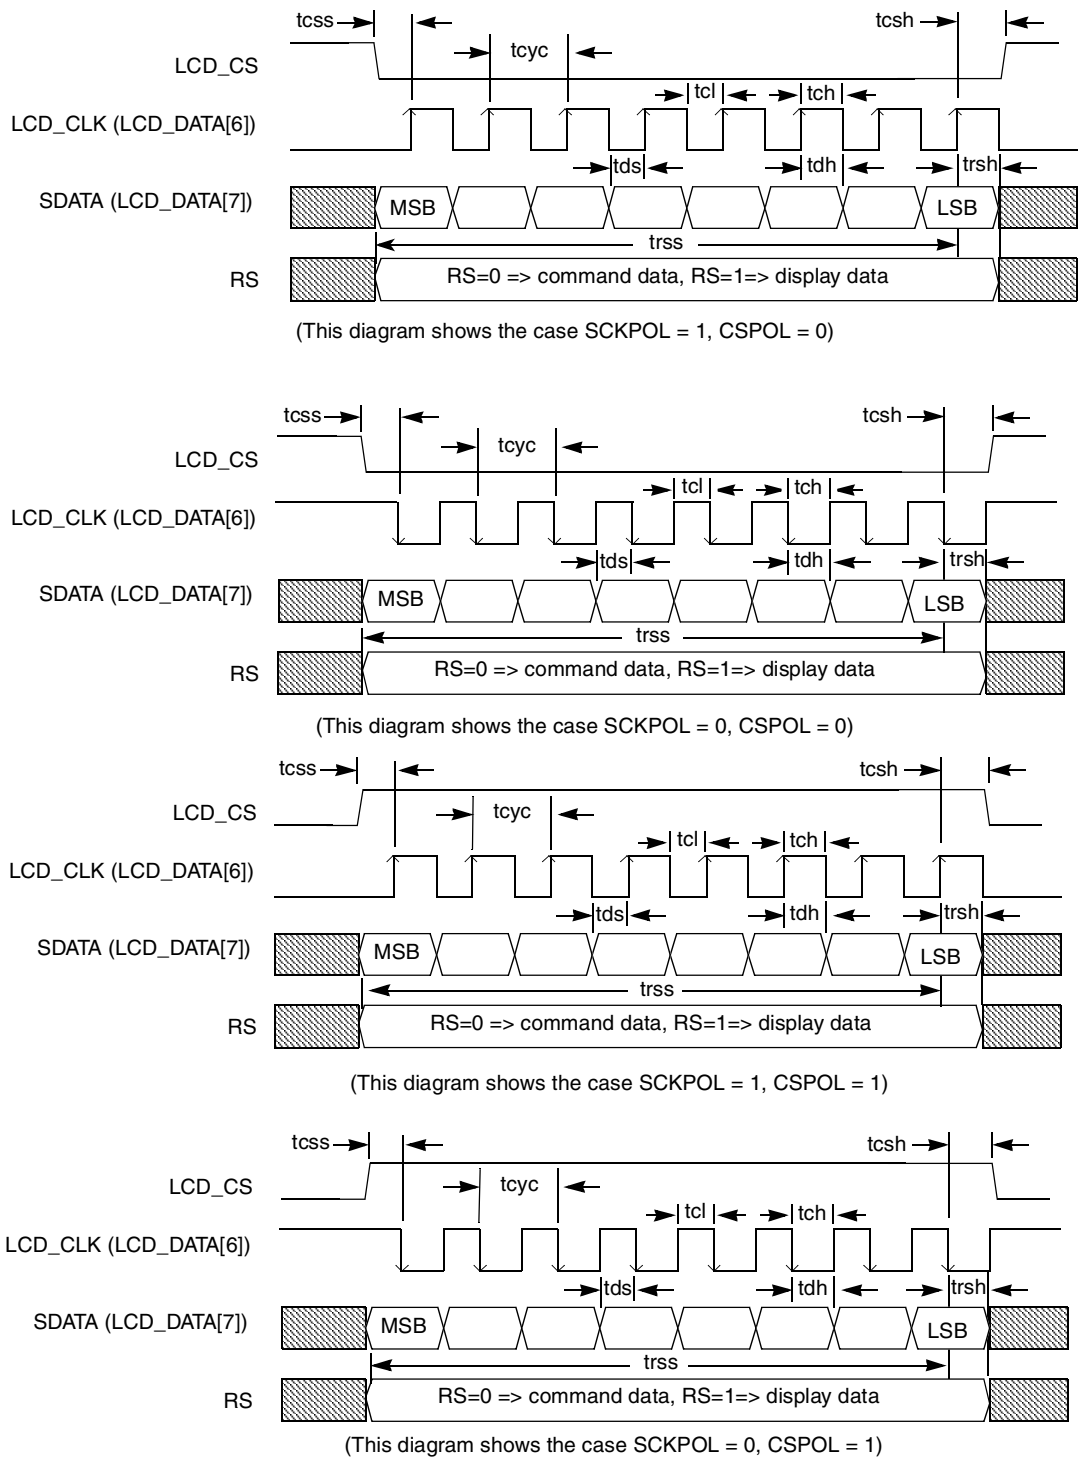 tcss
tcsh
tcyc
LCD_CS
tcl
tch
LCD_CLK (LCD_DATA[6])
tds
tdh
trsh
SDATA (LCD_DATA[7])
MSB
LSB
trss
RS
RS=0 => command data, RS=1=> display data
(This diagram shows the case SCKPOL = 1, CSPOL = 0)
tcss
tcsh
tcyc
LCD_CS
tcl
tch
LCD_CLK (LCD_DATA[6])
tds
tdh
trsh
SDATA (LCD_DATA[7])
MSB
LSB
trss
RS
RS=0 => command data, RS=1=> display data
(This diagram shows the case SCKPOL = 0, CSPOL = 0)
tcss
tcsh
LCD_CS
tcyc
tcl
tch
LCD_CLK (LCD_DATA[6])
tds
tdh
trsh
SDATA (LCD_DATA[7])
MSB
LSB
trss
RS
RS=0 => command data, RS=1=> display data
(This diagram shows the case SCKPOL = 1, CSPOL = 1)
tcss
tcsh
LCD_CS
tcyc
tcl
tch
LCD_CLK (LCD_DATA[6])
tds
tdh
trsh
SDATA (LCD_DATA[7])
MSB
LSB
trss
RS
RS=0 => command data, RS=1=> display data
(This diagram shows the case SCKPOL = 0, CSPOL = 1)